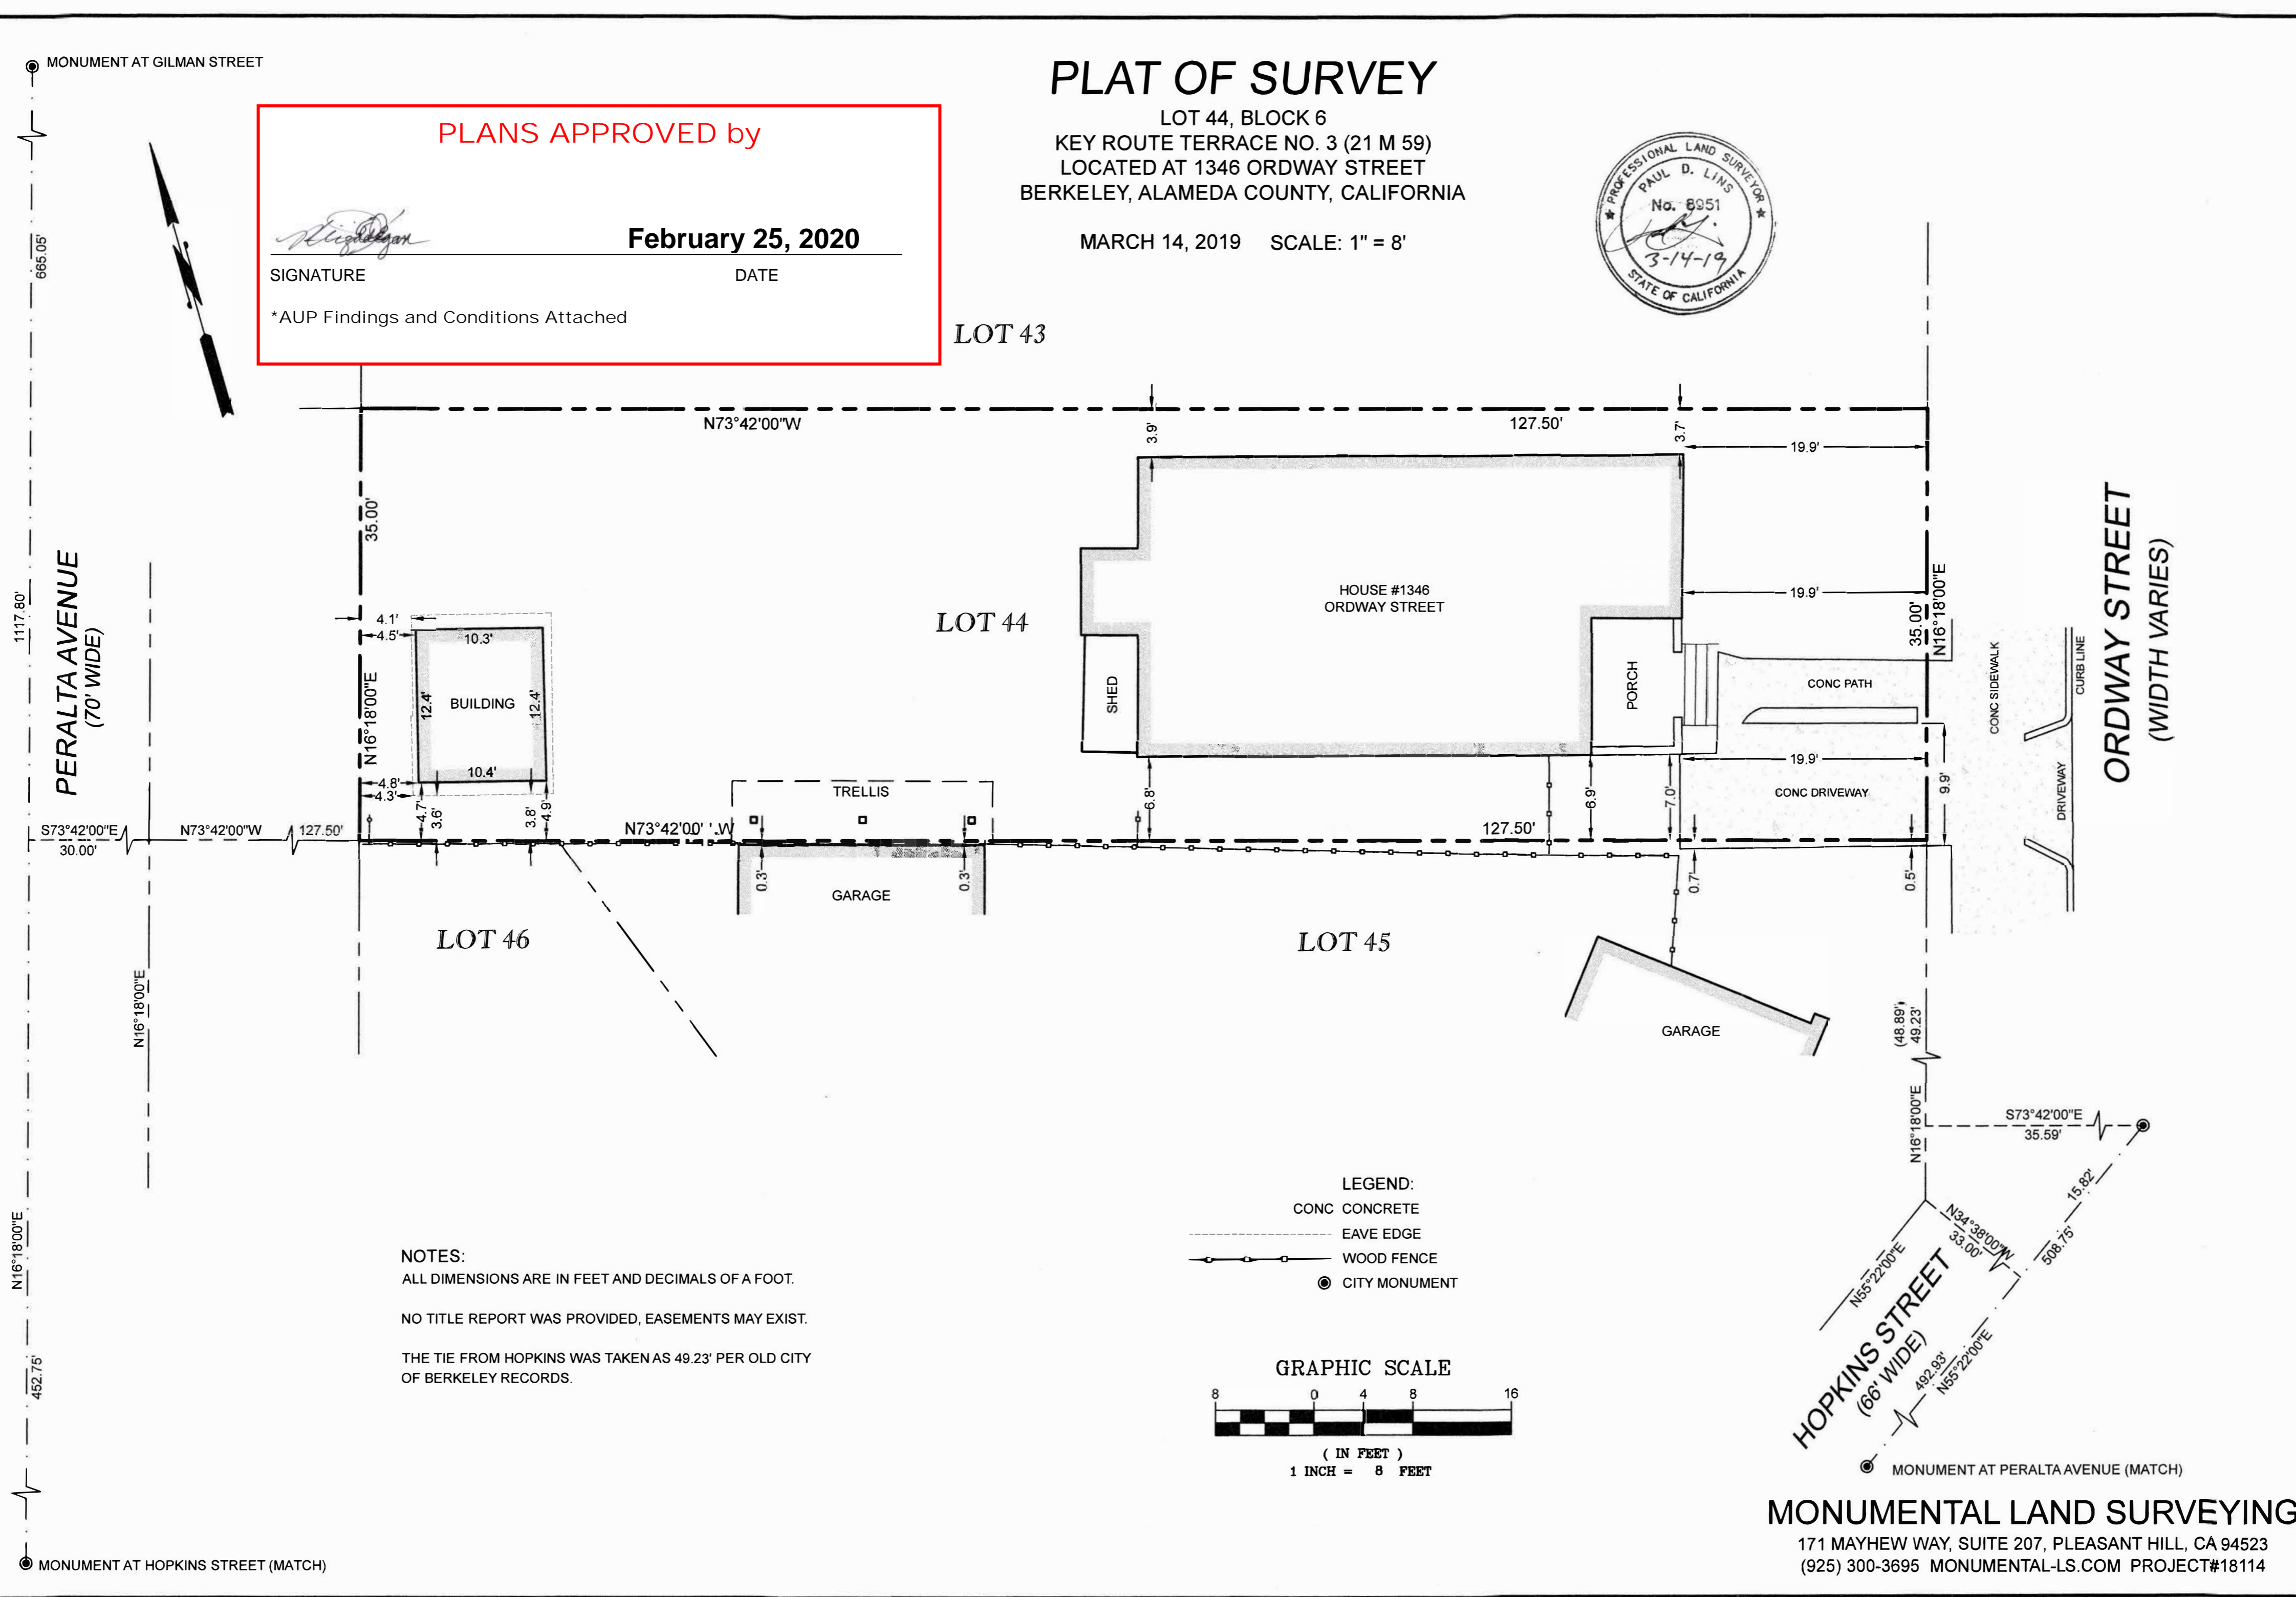 MONUMENT AT GILMAN STREET
PLAT OF SURVEY
LOT 44, BLOCK 6
KEY ROUTE TERRACE NO. 3 (21 M 59)
LOCATED AT 1346 ORDWAY STREET
BERKELEY, ALAMEDA COUNTY, CALIFORNIA
MARCH 14, 2019 SCALE: 1" = 8'
PLANS APPROVED by
February 25, 2020
SIGNATURE DATE
*AUP Findings and Conditions Attached
PROFESSIONAL LAND SURVEYOR
PAUL D. LINS
No. 8951
3-14-19
STATE OF CALIFORNIA
LOT 43
665.05'
1117.80'
N73°42'00"W
127.50'
3.9'
3.7'
19.9'
35.00'
PERALTA AVENUE
(70' WIDE)
4.1'
4.5'
10.3'
12.4'
BUILDING
12.4'
10.4'
N16°18'00"E
4.8'
4.3'
4.7'
3.6'
3.8'
4.9'
LOT 44
HOUSE #1346
ORDWAY STREET
SHED
PORCH
19.9'
35.00'
N16°18'00"E
CONC PATH
CONC SIDEWALK
CURB LINE
ORDWAY STREET
(WIDTH VARIES)
19.9'
CONC DRIVEWAY
9.9'
DRIVEWAY
TRELLIS
6.8'
6.9'
7.0'
S73°42'00"E
30.00'
N73°42'00"W
127.50'
N73°42'00' '.W
127.50'
0.3'
GARAGE
0.3'
0.7'
0.5'
LOT 46
LOT 45
GARAGE
N16°18'00"E
(48.89')
49.23'
N16°18'00"E
S73°42'00"E
35.59'
15.82'
508.75'
N34°38'00"W
33.00'
N55°22'00"E
HOPKINS STREET
(66' WIDE)
492.93'
N55°22'00"E
MONUMENT AT PERALTA AVENUE (MATCH)
LEGEND:
CONC CONCRETE
EAVE EDGE
WOOD FENCE
CITY MONUMENT
NOTES:
ALL DIMENSIONS ARE IN FEET AND DECIMALS OF A FOOT.
NO TITLE REPORT WAS PROVIDED, EASEMENTS MAY EXIST.
THE TIE FROM HOPKINS WAS TAKEN AS 49.23' PER OLD CITY
OF BERKELEY RECORDS.
GRAPHIC SCALE
8 0 4 8 16
( IN FEET )
1 INCH = 8 FEET
N16°18'00"E
452.75'
MONUMENT AT HOPKINS STREET (MATCH)
MONUMENTAL LAND SURVEYING
171 MAYHEW WAY, SUITE 207, PLEASANT HILL, CA 94523
(925) 300-3695 MONUMENTAL-LS.COM PROJECT#18114